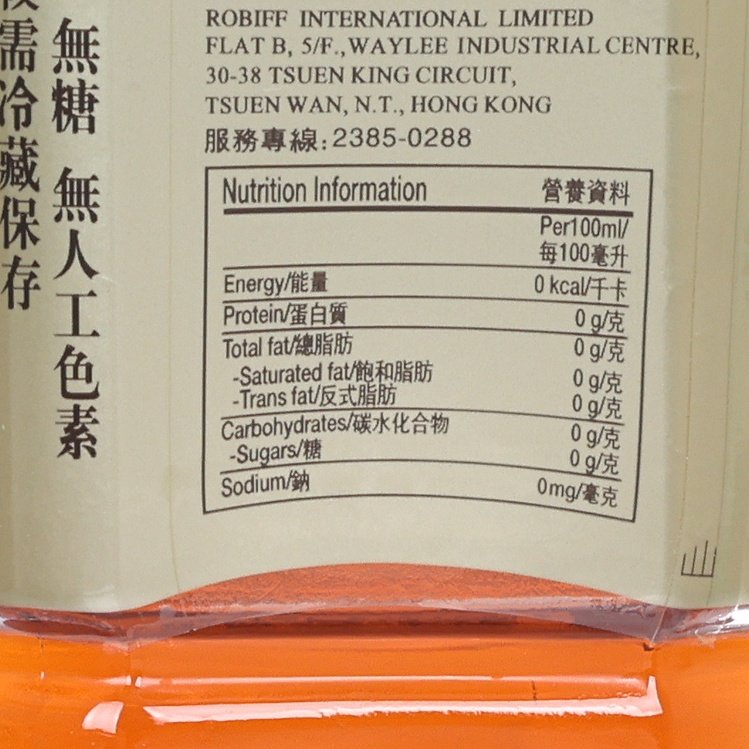 ROBIFF INTERNATIONAL LIMITED
FLAT B, 5/F.,WAYLEE INDUSTRIAL CENTRE,
30-38 TSUEN KING CIRCUIT,
TSUEN WAN, N.T., HONG KONG
服務專線:2385-0288
Nutrition Information 營養資料
Per100ml/
每100毫升
Energy/能量 0 kcal/千卡
Protein/蛋白質 0 g/克
Total fat/總脂肪 0 g/克
-Saturated fat/飽和脂肪 0 g/克
-Trans fat/反式脂肪 0 g/克
Carbohydrates/碳水化合物 0 g/克
-Sugars/糖 0 g/克
Sodium/鈉 0mg/毫克
無糖 無人工色素
需冷藏保存